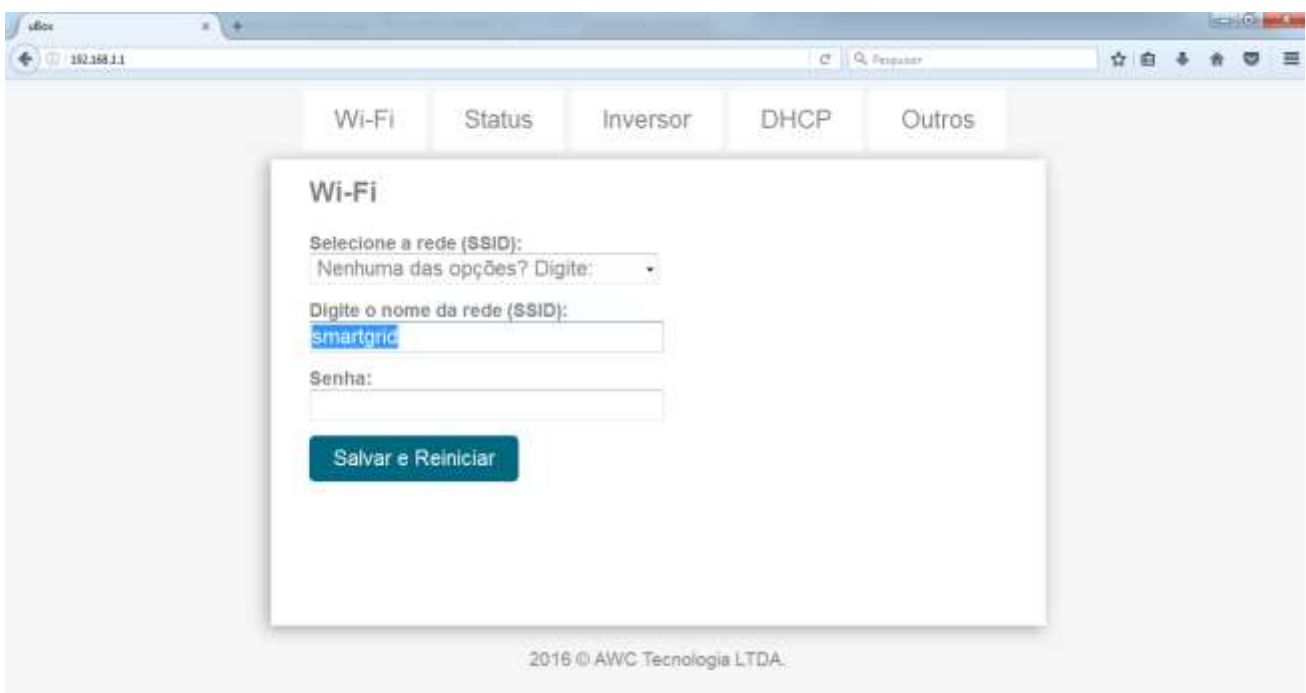 uBox
192.168.1.1
Pesquisar
Wi-Fi
Status
Inversor
DHCP
Outros
Wi-Fi
Selecione a rede (SSID):
Nenhuma das opções? Digite:
Digite o nome da rede (SSID):
smartgrid
Senha:
Salvar e Reiniciar
2016 © AWC Tecnologia LTDA.